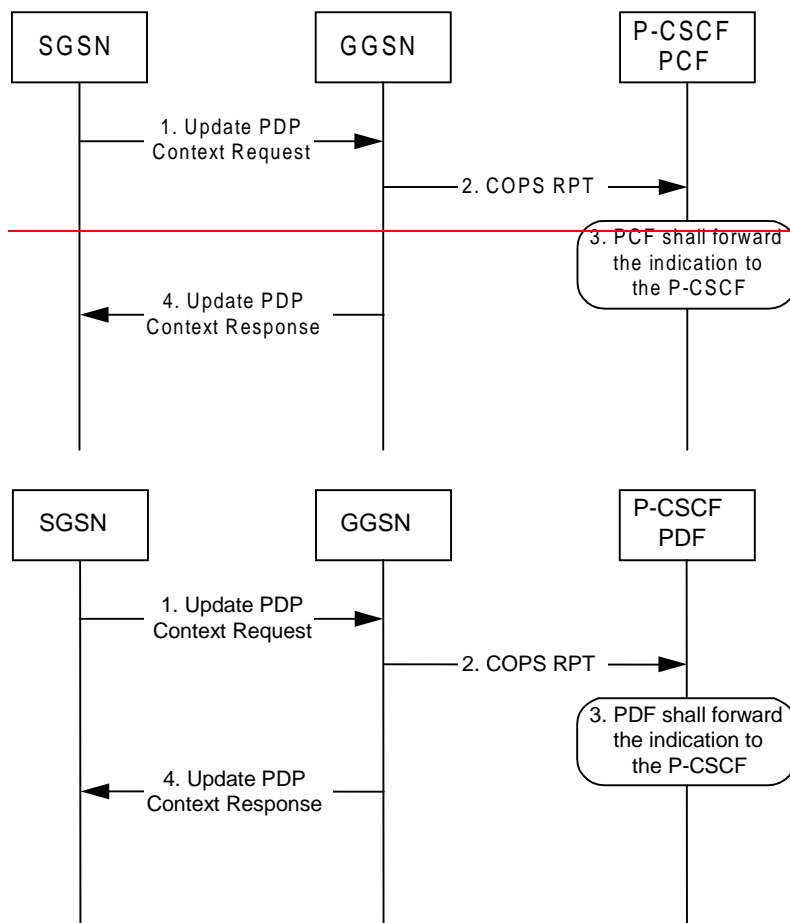 SGSN
GGSN
P-CSCF
PCF
1. Update PDP
Context Request
2. COPS RPT
3. PCF shall forward
the indication to
the P-CSCF
4. Update PDP
Context Response
SGSN
GGSN
P-CSCF
PDF
1. Update PDP
Context Request
2. COPS RPT
3. PDF shall forward
the indication to
the P-CSCF
4. Update PDP
Context Response